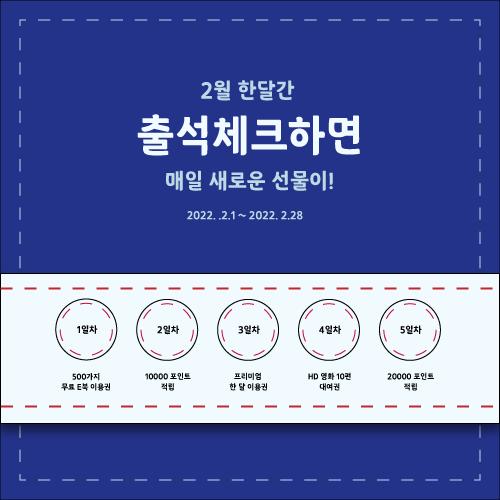 2월 한달간
출석체크하면
매일 새로운 선물이!
2022. .2.1 ~ 2022. 2.28
1일차
2일차
3일차
4일차
5일차
500가지
무료 E북 이용권
10000 포인트
적립
프리미엄
한 달 이용권
HD 영화 10편
대여권
20000 포인트
적립